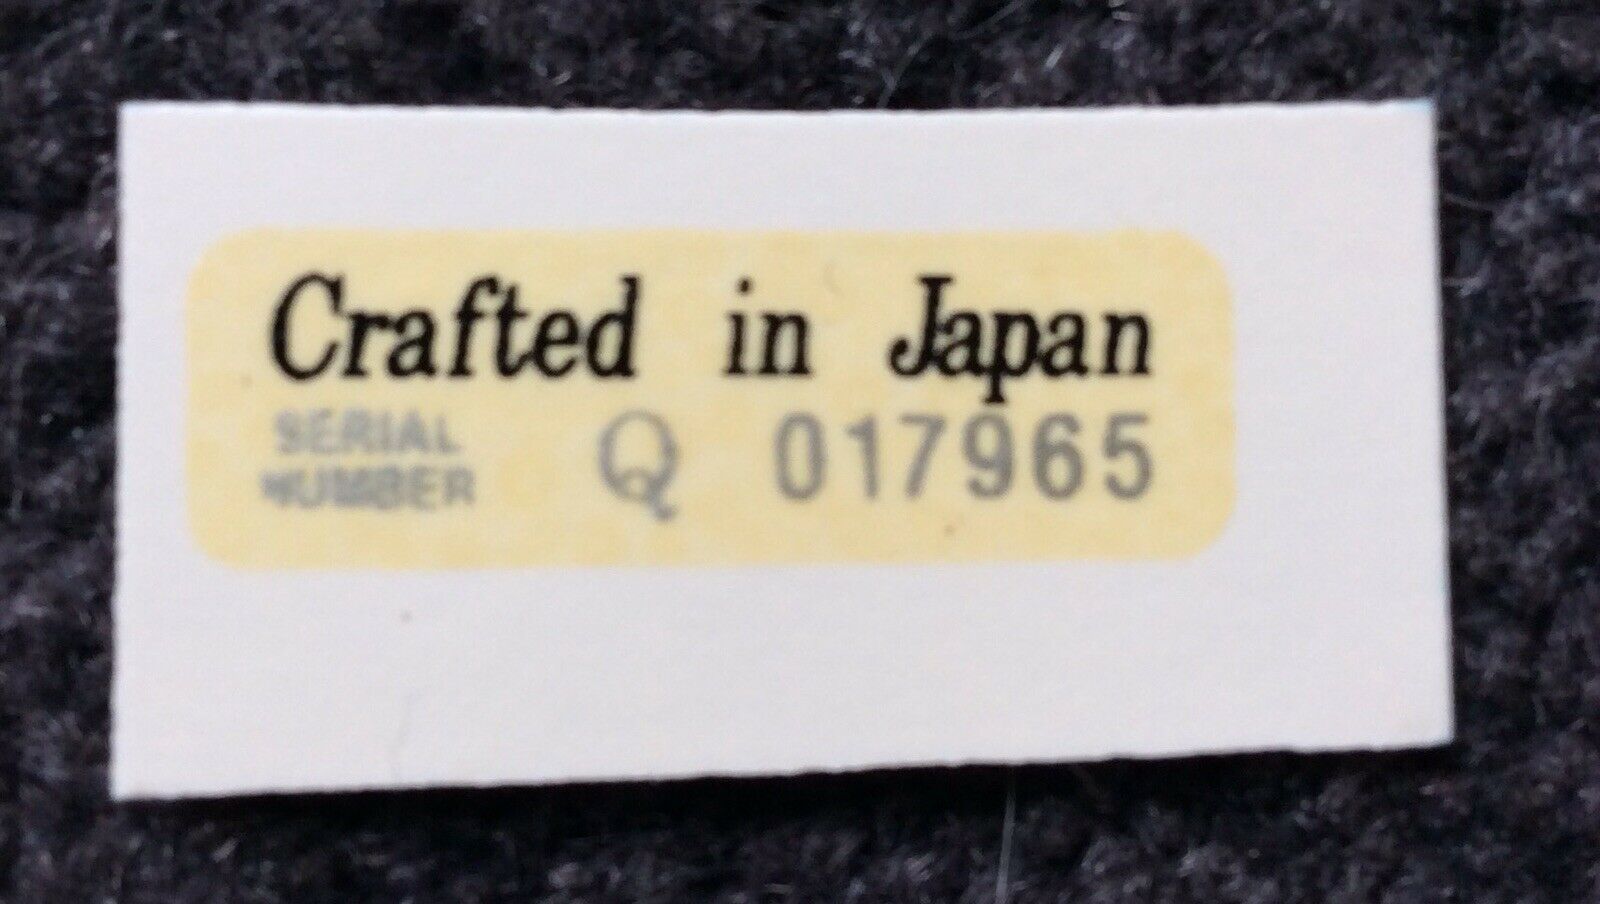 Crafted in Japan
SERIAL NUMBER Q 017965